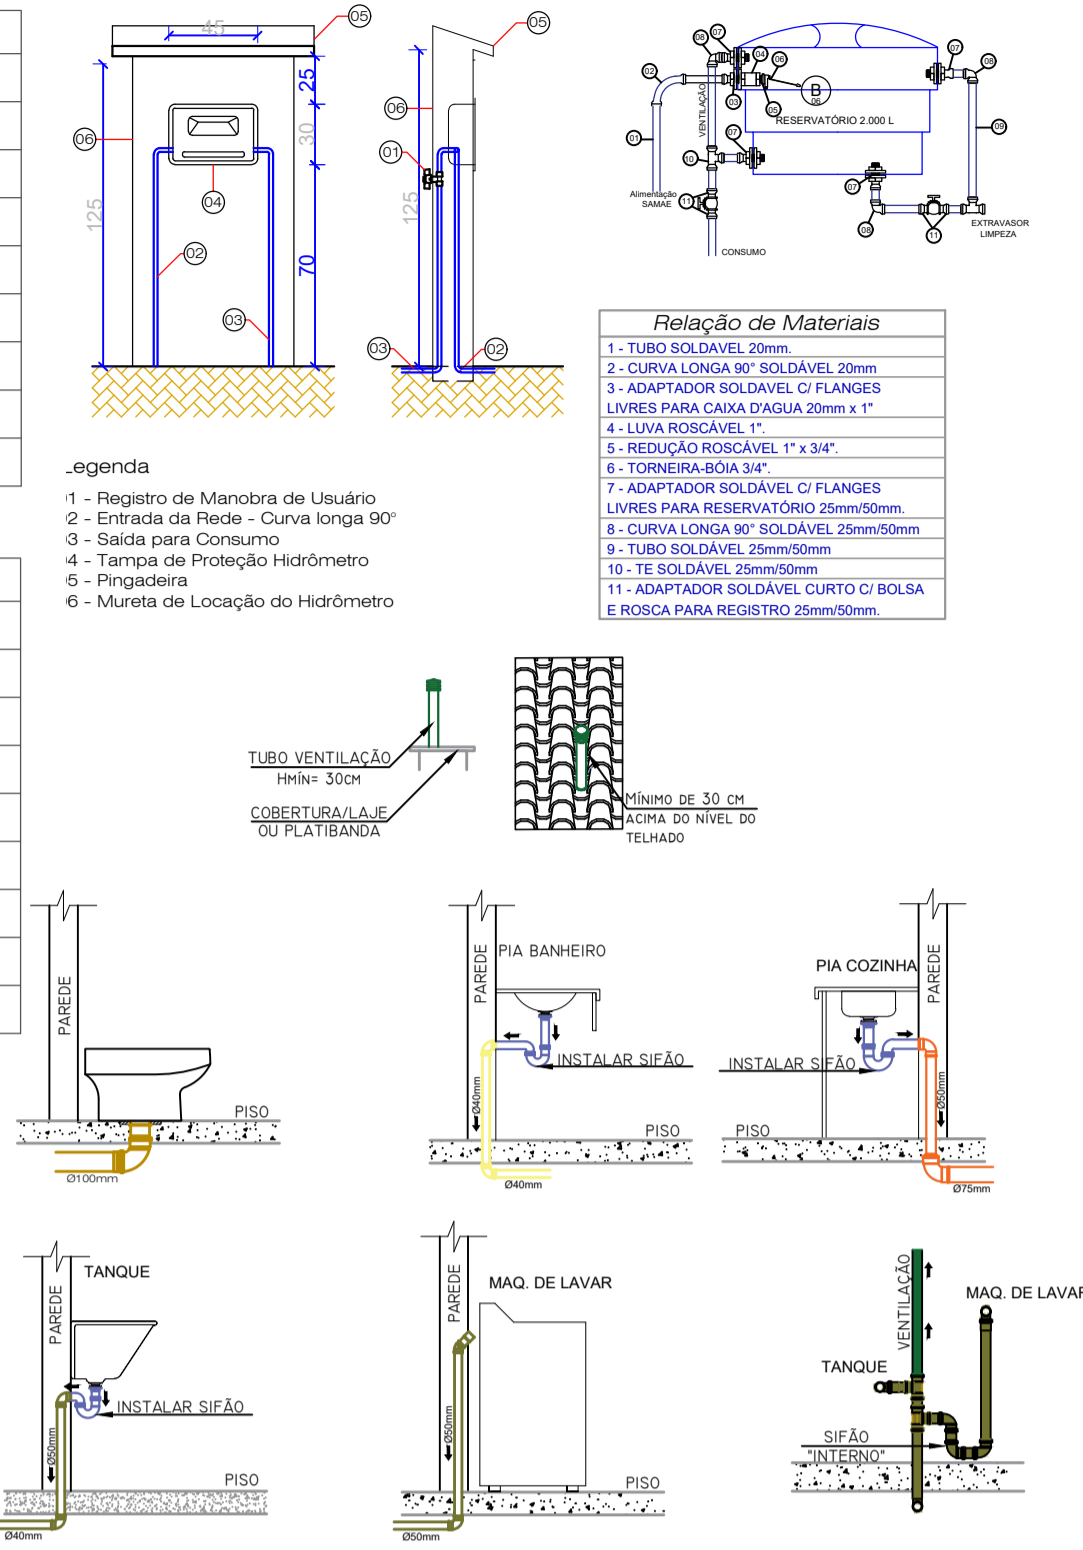 45
05
25
06
30
04
125
02
70
03
05
06
01
125
03
02
08
07
04
06
02
03
05
B
06
07
08
VENTILAÇÃO
RESERVATÓRIO 2.000 L
01
07
09
10
07
Alimentação
SAMAE
11
08
11
EXTRAVASOR
LIMPEZA
CONSUMO
Relação de Materiais
1 - TUBO SOLDAVEL 20mm.
2 - CURVA LONGA 90° SOLDÁVEL 20mm
3 - ADAPTADOR SOLDAVEL C/ FLANGES
LIVRES PARA CAIXA D'AGUA 20mm x 1"
4 - LUVA ROSCÁVEL 1".
5 - REDUÇÃO ROSCÁVEL 1" x 3/4".
6 - TORNEIRA-BÓIA 3/4".
7 - ADAPTADOR SOLDÁVEL C/ FLANGES
LIVRES PARA RESERVATÓRIO 25mm/50mm.
8 - CURVA LONGA 90° SOLDÁVEL 25mm/50mm
9 - TUBO SOLDÁVEL 25mm/50mm
10 - TE SOLDÁVEL 25mm/50mm
11 - ADAPTADOR SOLDÁVEL CURTO C/ BOLSA
E ROSCA PARA REGISTRO 25mm/50mm.
Legenda
01 - Registro de Manobra de Usuário
02 - Entrada da Rede - Curva longa 90°
03 - Saída para Consumo
04 - Tampa de Proteção Hidrômetro
05 - Pingadeira
06 - Mureta de Locação do Hidrômetro
TUBO VENTILAÇÃO
HMÍN= 30CM
COBERTURA/LAJE
OU PLATIBANDA
MÍNIMO DE 30 CM
ACIMA DO NÍVEL DO
TELHADO
PAREDE
PISO
Ø100mm
PAREDE
PIA BANHEIRO
INSTALAR SIFÃO
Ø40mm
PISO
Ø40mm
PIA COZINHA
PAREDE
INSTALAR SIFÃO
Ø50mm
PISO
Ø75mm
TANQUE
PAREDE
INSTALAR SIFÃO
Ø50mm
PISO
Ø40mm
PAREDE
MAQ. DE LAVAR
Ø50mm
PISO
Ø50mm
VENTILAÇÃO
MAQ. DE LAVAR
TANQUE
SIFÃO
"INTERNO"